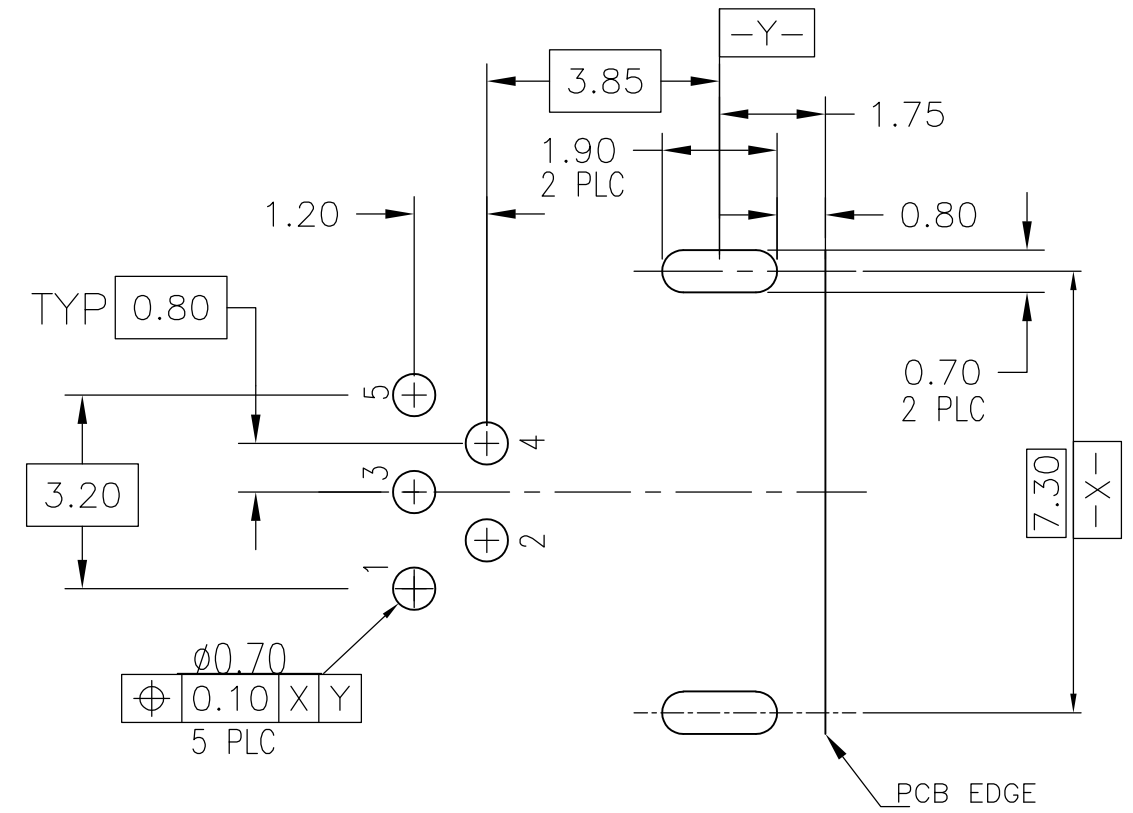 -Y-
3.85
1.75
1.90
2 PLC
1.20
0.80
TYP 0.80
0.70
2 PLC
5
4
3
3.20
2
1
7.30
-X-
ø0.70
⌖ 0.10 X Y
5 PLC
PCB EDGE